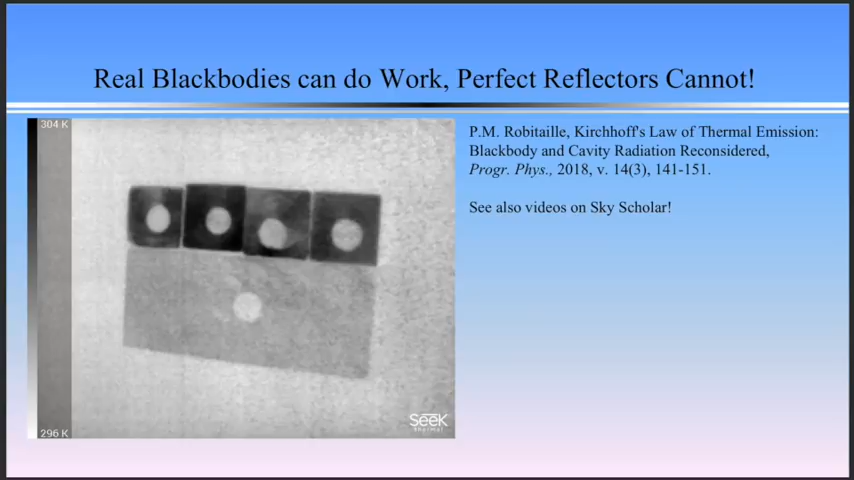 Real Blackbodies can do Work, Perfect Reflectors Cannot!
304 K
P.M. Robitaille, Kirchhoff's Law of Thermal Emission:
Blackbody and Cavity Radiation Reconsidered,
Progr. Phys., 2018, v. 14(3), 141-151.
See also videos on Sky Scholar!
Seek
thermal
296 K